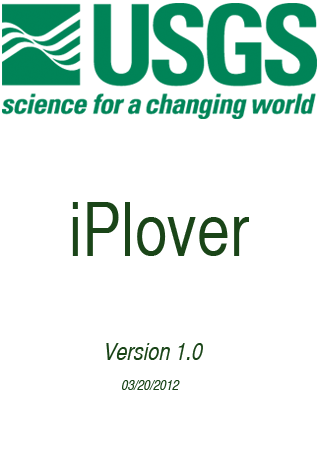 USGS
science for a changing world
iPlover
Version 1.0
03/20/2012